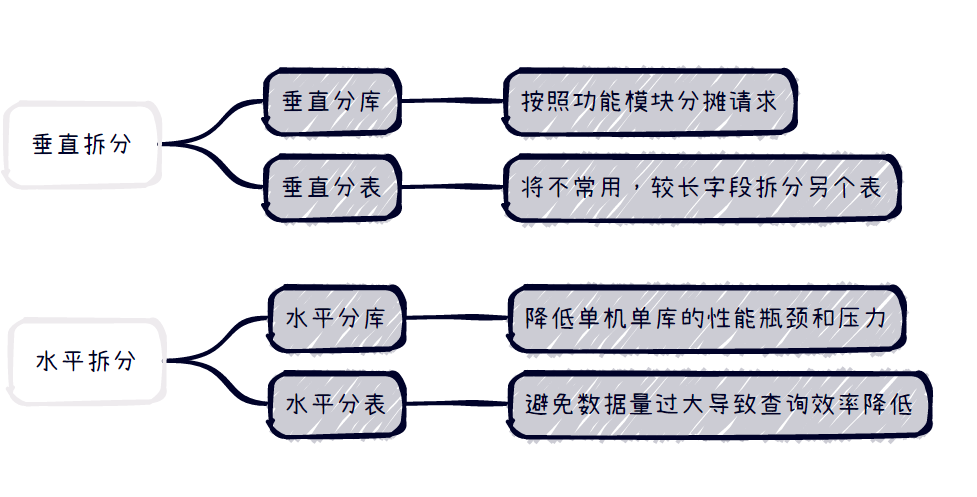 垂直拆分
垂直分库
按照功能模块分摊请求
垂直分表
将不常用，较长字段拆分另个表
水平拆分
水平分库
降低单机单库的性能瓶颈和压力
水平分表
避免数据量过大导致查询效率降低